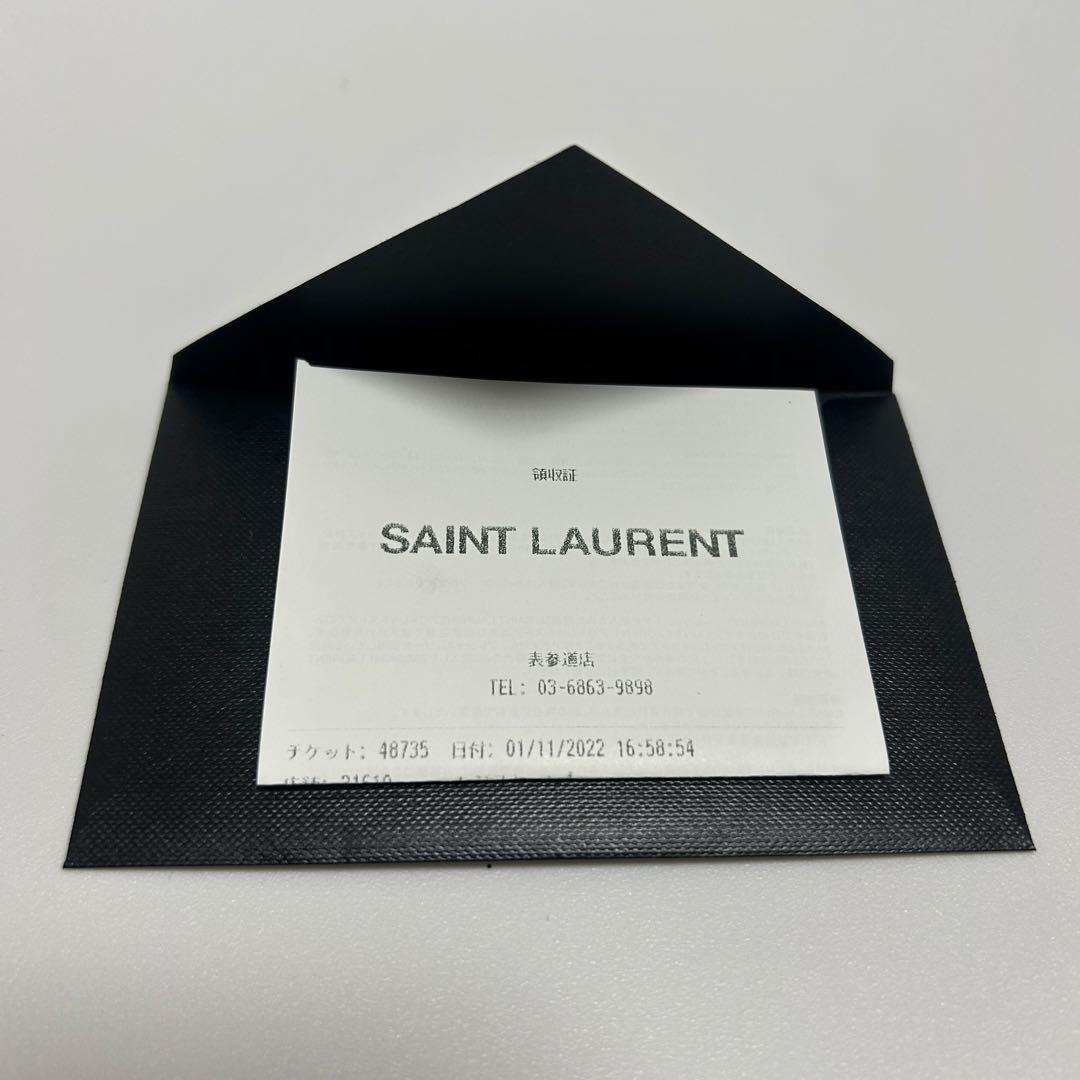 領収証
SAINT LAURENT
表参道店
TEL: 03-6863-9898
チケット: 48735 日付: 01/11/2022 16:58:54